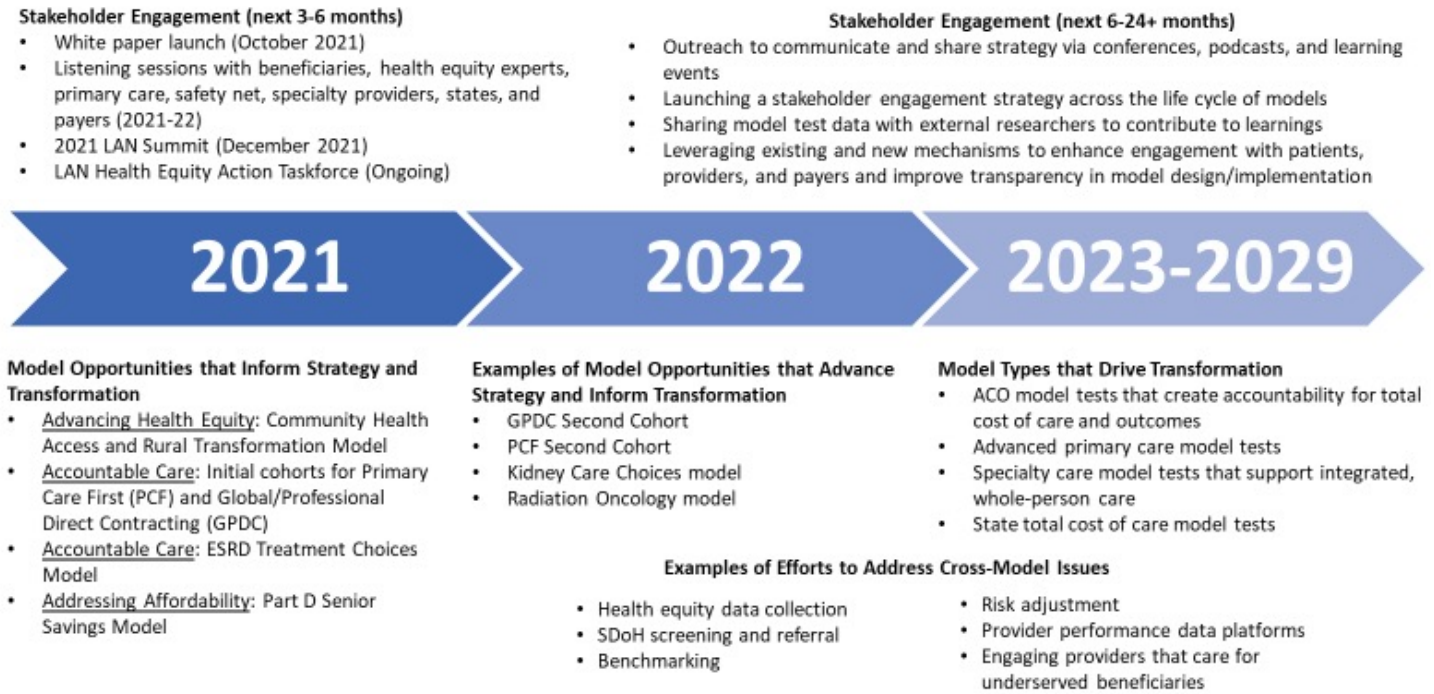 Stakeholder Engagement (next 3-6 months)
• White paper launch (October 2021)
• Listening sessions with beneficiaries, health equity experts,
primary care, safety net, specialty providers, states, and
payers (2021-22)
• 2021 LAN Summit (December 2021)
• LAN Health Equity Action Taskforce (Ongoing)
Stakeholder Engagement (next 6-24+ months)
• Outreach to communicate and share strategy via conferences, podcasts, and learning
events
• Launching a stakeholder engagement strategy across the life cycle of models
• Sharing model test data with external researchers to contribute to learnings
• Leveraging existing and new mechanisms to enhance engagement with patients,
providers, and payers and improve transparency in model design/implementation
2021
2022
2023-2029
Model Opportunities that Inform Strategy and
Transformation
• Advancing Health Equity: Community Health
Access and Rural Transformation Model
• Accountable Care: Initial cohorts for Primary
Care First (PCF) and Global/Professional
Direct Contracting (GPDC)
• Accountable Care: ESRD Treatment Choices
Model
• Addressing Affordability: Part D Senior
Savings Model
Examples of Model Opportunities that Advance
Strategy and Inform Transformation
• GPDC Second Cohort
• PCF Second Cohort
• Kidney Care Choices model
• Radiation Oncology model
Model Types that Drive Transformation
• ACO model tests that create accountability for total
cost of care and outcomes
• Advanced primary care model tests
• Specialty care model tests that support integrated,
whole-person care
• State total cost of care model tests
Examples of Efforts to Address Cross-Model Issues
• Health equity data collection
• SDoH screening and referral
• Benchmarking
• Risk adjustment
• Provider performance data platforms
• Engaging providers that care for
underserved beneficiaries